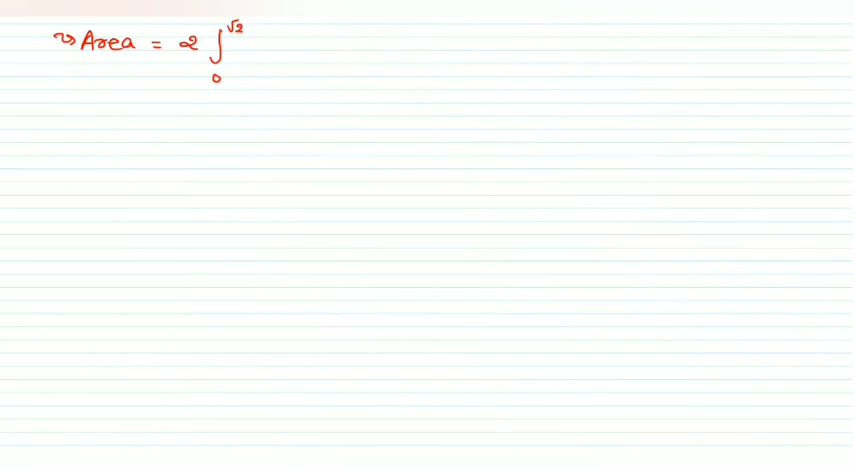 ⇒ Area = 2 ∫₀^√2